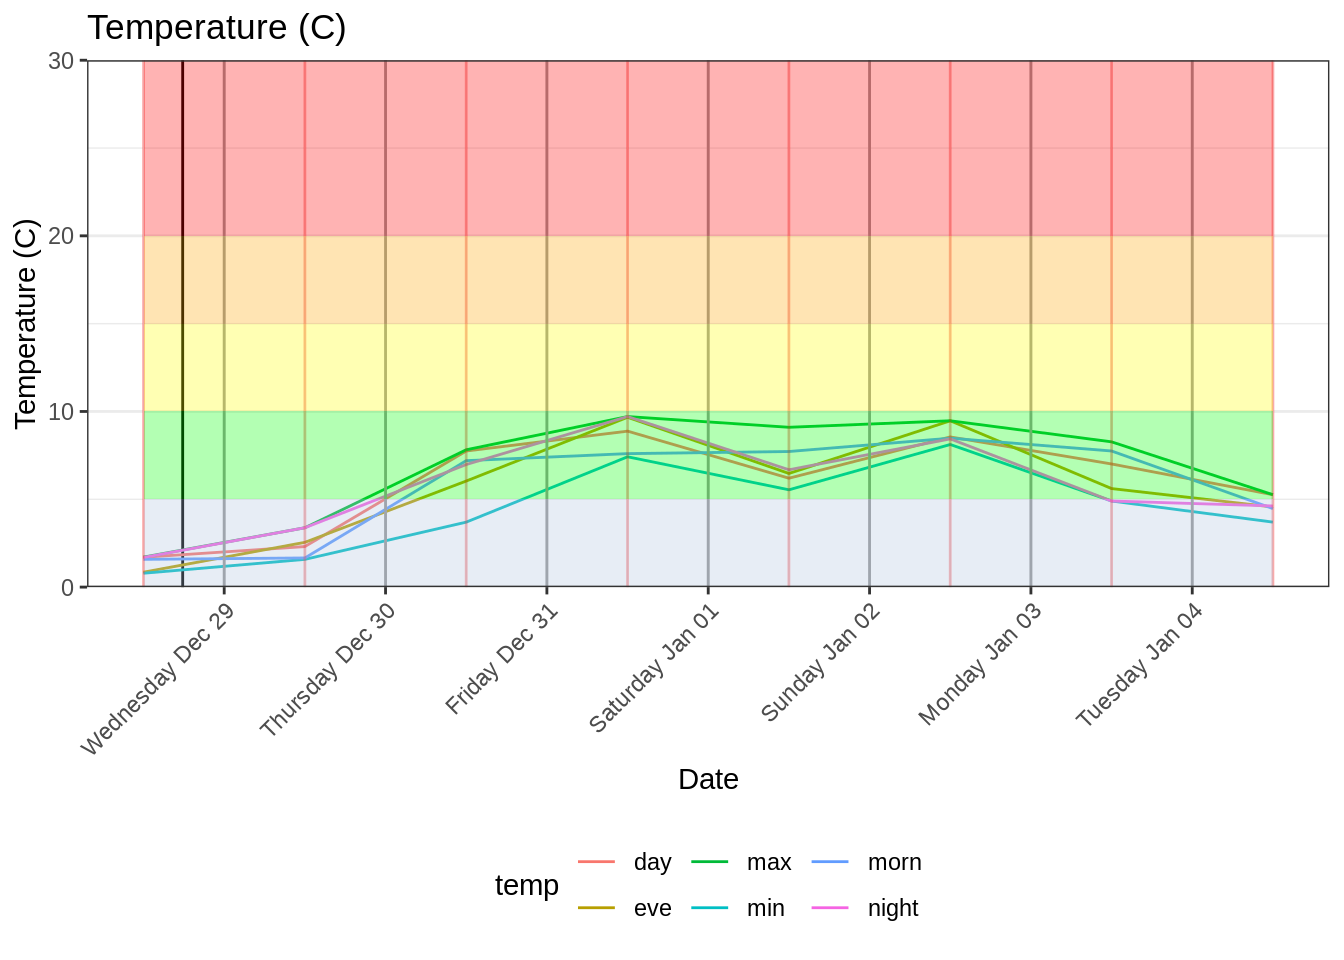 Temperature (C)
30
20
10
0
Temperature (C)
Wednesday Dec 29
Thursday Dec 30
Friday Dec 31
Saturday Jan 01
Sunday Jan 02
Monday Jan 03
Tuesday Jan 04
Date
temp
day max morn
eve min night